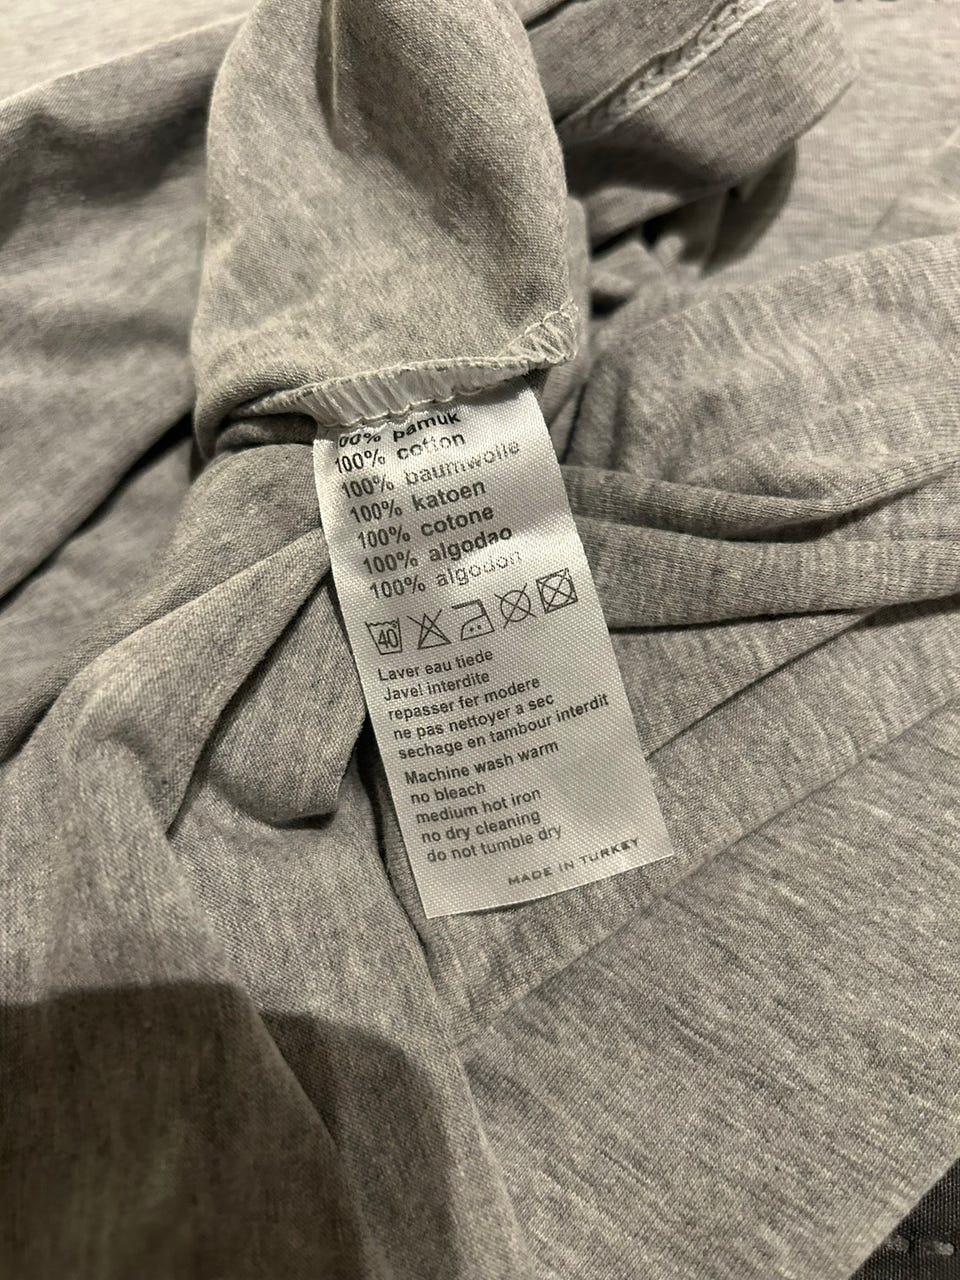 00% pamuk
100% cotton
100% baumwolle
100% katoen
100% cotone
100% algodao
100% algodon
40
Laver eau tiede
Javel interdite
repasser fer modere
ne pas nettoyer a sec
sechage en tambour interdit
Machine wash warm
no bleach
medium hot iron
no dry cleaning
do not tumble dry
MADE IN TURKEY